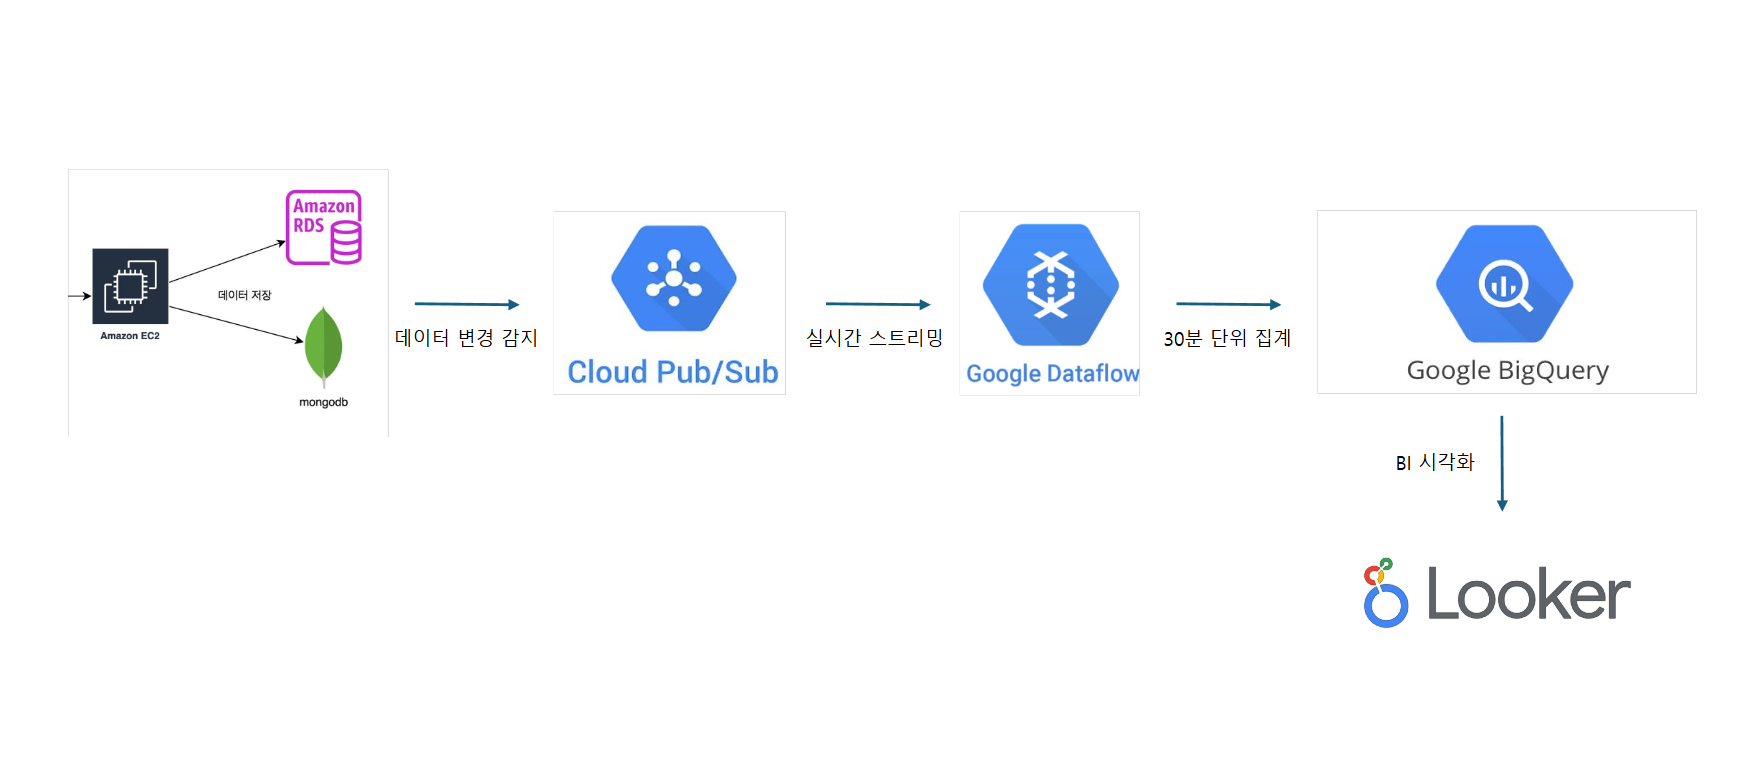 Amazon
RDS
데이터 저장
Amazon EC2
mongodb
데이터 변경 감지
Cloud Pub/Sub
실시간 스트리밍
Google Dataflow
30분 단위 집계
Google BigQuery
BI 시각화
Looker